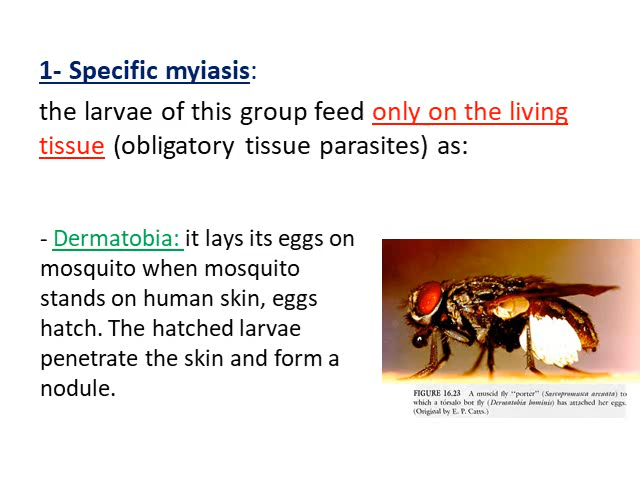 1- Specific myiasis:
the larvae of this group feed only on the living
tissue (obligatory tissue parasites) as:
- Dermatobia: it lays its eggs on
mosquito when mosquito
stands on human skin, eggs
hatch. The hatched larvae
penetrate the skin and form a
nodule.
FIGURE 16.23 A muscid fly "porter" (Sarcopromusca arcuata) to
which a tórsalo bot fly (Dermatobia hominis) has attached her eggs.
(Original by E. P. Catts.)